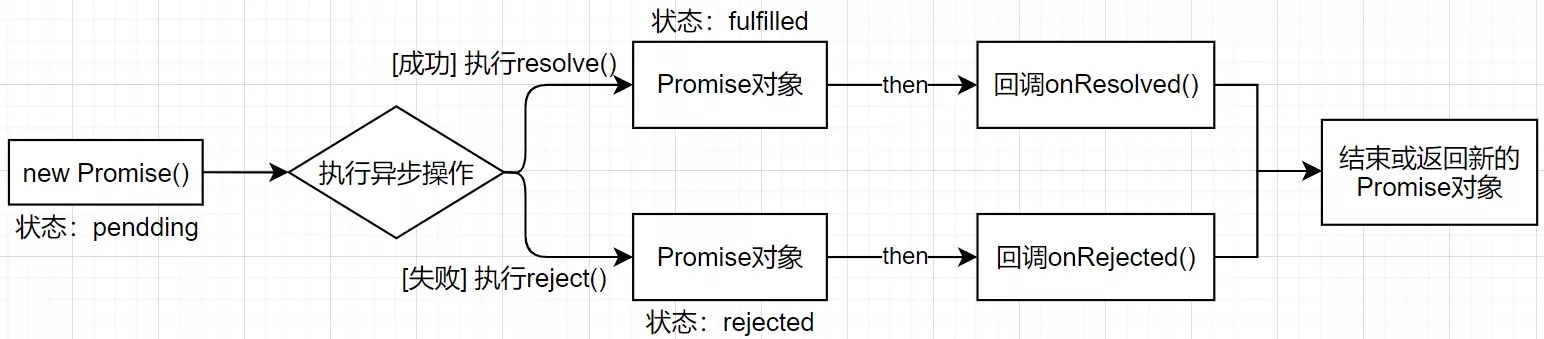 new Promise()
状态：pendding
执行异步操作
[成功] 执行resolve()
状态：fulfilled
Promise对象
then
回调onResolved()
[失败] 执行reject()
Promise对象
状态：rejected
then
回调onRejected()
结束或返回新的
Promise对象